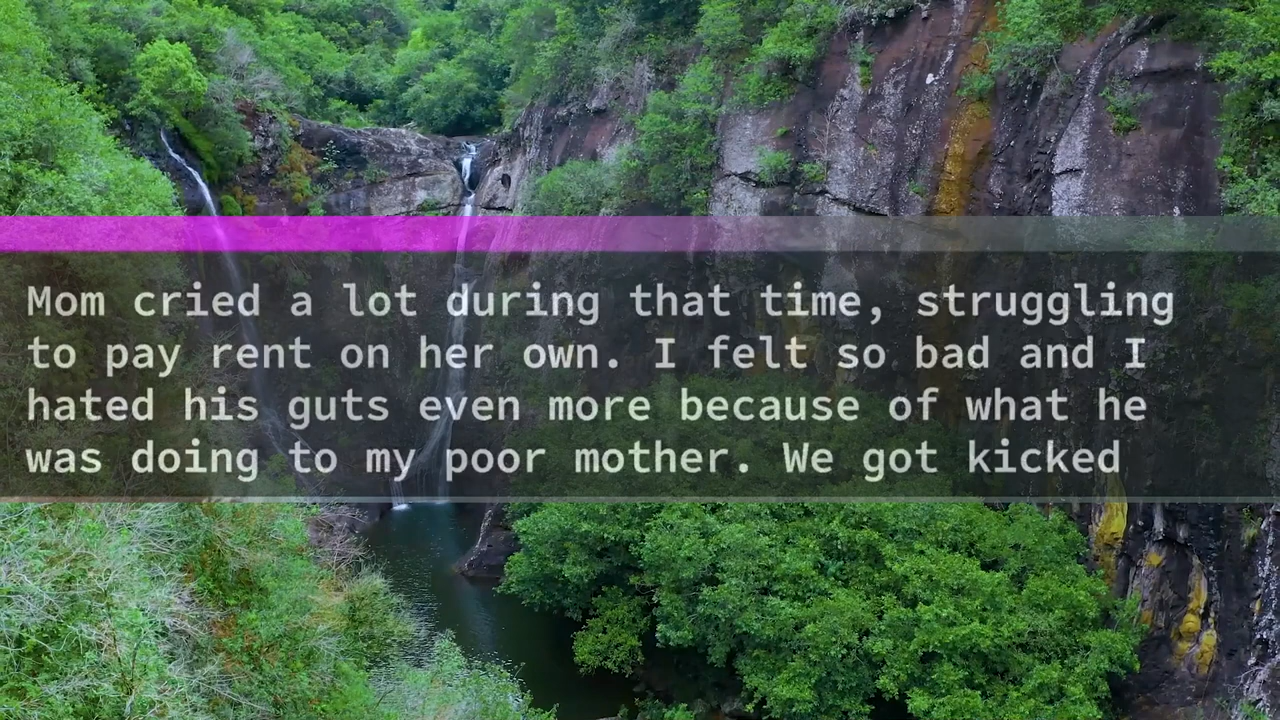 Mom cried a lot during that time, struggling
to pay rent on her own. I felt so bad and I
hated his guts even more because of what he
was doing to my poor mother. We got kicked